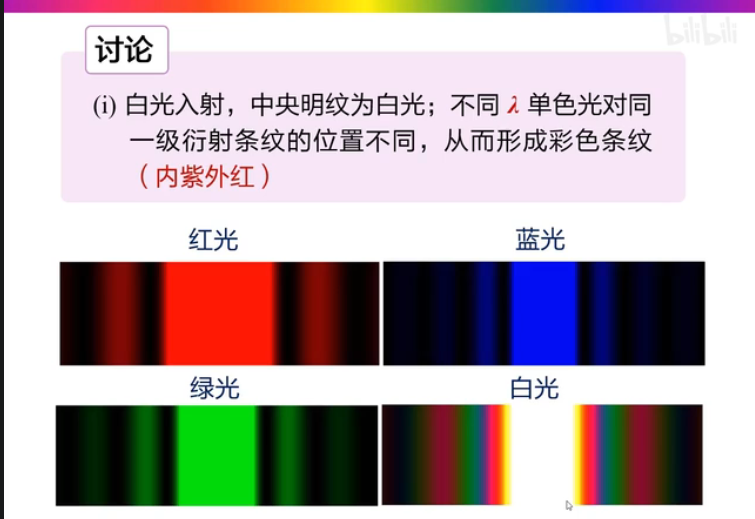 bilibili
讨论
(i) 白光入射，中央明纹为白光；不同 λ 单色光对同
一级衍射条纹的位置不同，从而形成彩色条纹
（内紫外红）
红光
蓝光
绿光
白光